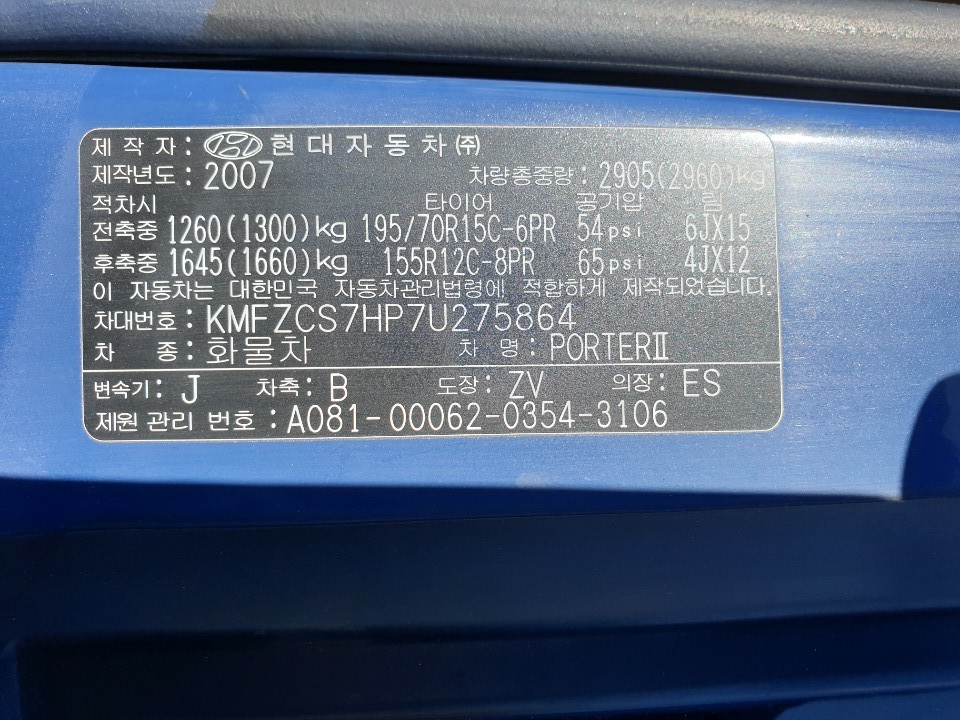 제 작 자 : 현대자동차㈜
제작년도 : 2007 차량총중량 : 2905(2960)kg
적차시 타이어 공기압 림
전축중 1260(1300)kg 195/70R15C-6PR 54psi 6JX15
후축중 1645(1660)kg 155R12C-8PR 65psi 4JX12
이 자동차는 대한민국 자동차관리법령에 적합하게 제작되었습니다.
차대번호 : KMFZCS7HP7U275864
차 종 : 화물차 차 명 : PORTERⅡ
변속기 : J 차축 : B 도장 : ZV 의장 : ES
제원 관리 번호 : A081-00062-0354-3106